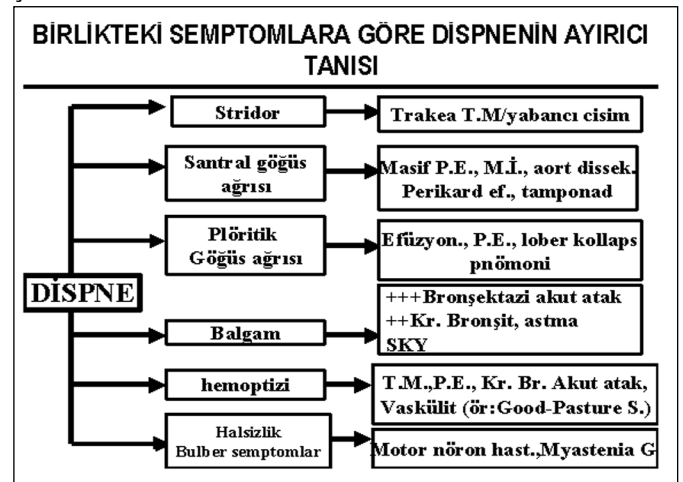 BİRLİKTEKİ SEMPTOMLARA GÖRE DİSPNENİN AYIRICI
TANISI
DİSPNE
Stridor
Trakea T.M/yabancı cisim
Santral göğüs
ağrısı
Masif P.E., M.İ., aort dissek.
Perikard ef., tamponad
Plöritik
Göğüs ağrısı
Efüzyon., P.E., lober kollaps
pnömoni
Balgam
+++Bronşektazi akut atak
++Kr. Bronşit, astma
SKY
hemoptizi
T.M.,P.E., Kr. Br. Akut atak,
Vaskülit (ör:Good-Pasture S.)
Halsizlik
Bulber semptomlar
Motor nöron hast.,Myastenia G